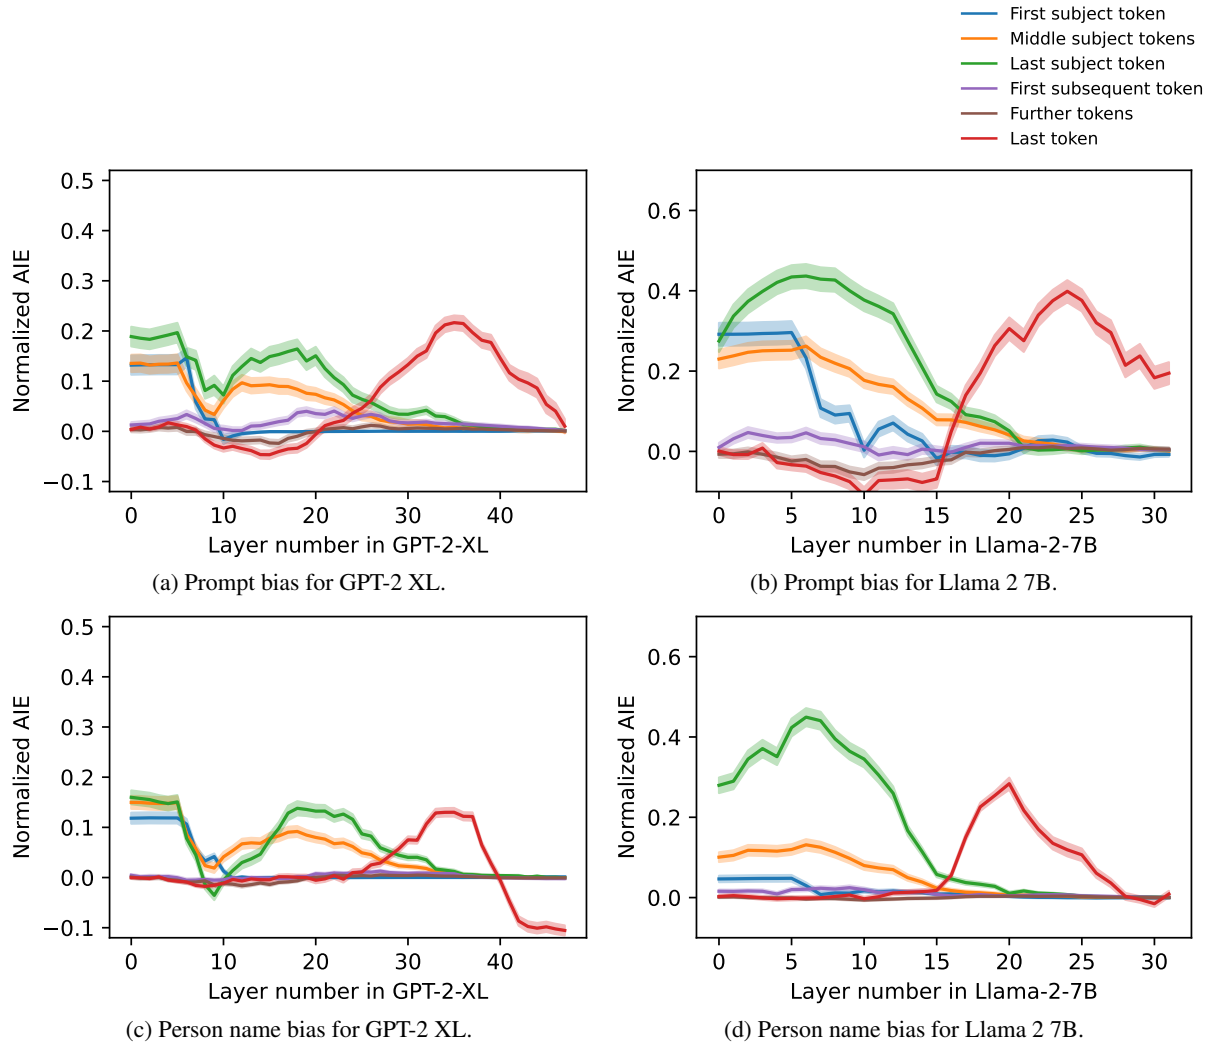 First subject token
Middle subject tokens
Last subject token
First subsequent token
Further tokens
Last token
0.5
0.4
0.3
0.2
0.1
0.0
−0.1
Normalized AIE
0 10 20 30 40
Layer number in GPT-2-XL
(a) Prompt bias for GPT-2 XL.
0.6
0.4
0.2
0.0
Normalized AIE
0 5 10 15 20 25 30
Layer number in Llama-2-7B
(b) Prompt bias for Llama 2 7B.
0.5
0.4
0.3
0.2
0.1
0.0
−0.1
Normalized AIE
0 10 20 30 40
Layer number in GPT-2-XL
(c) Person name bias for GPT-2 XL.
0.6
0.4
0.2
0.0
Normalized AIE
0 5 10 15 20 25 30
Layer number in Llama-2-7B
(d) Person name bias for Llama 2 7B.